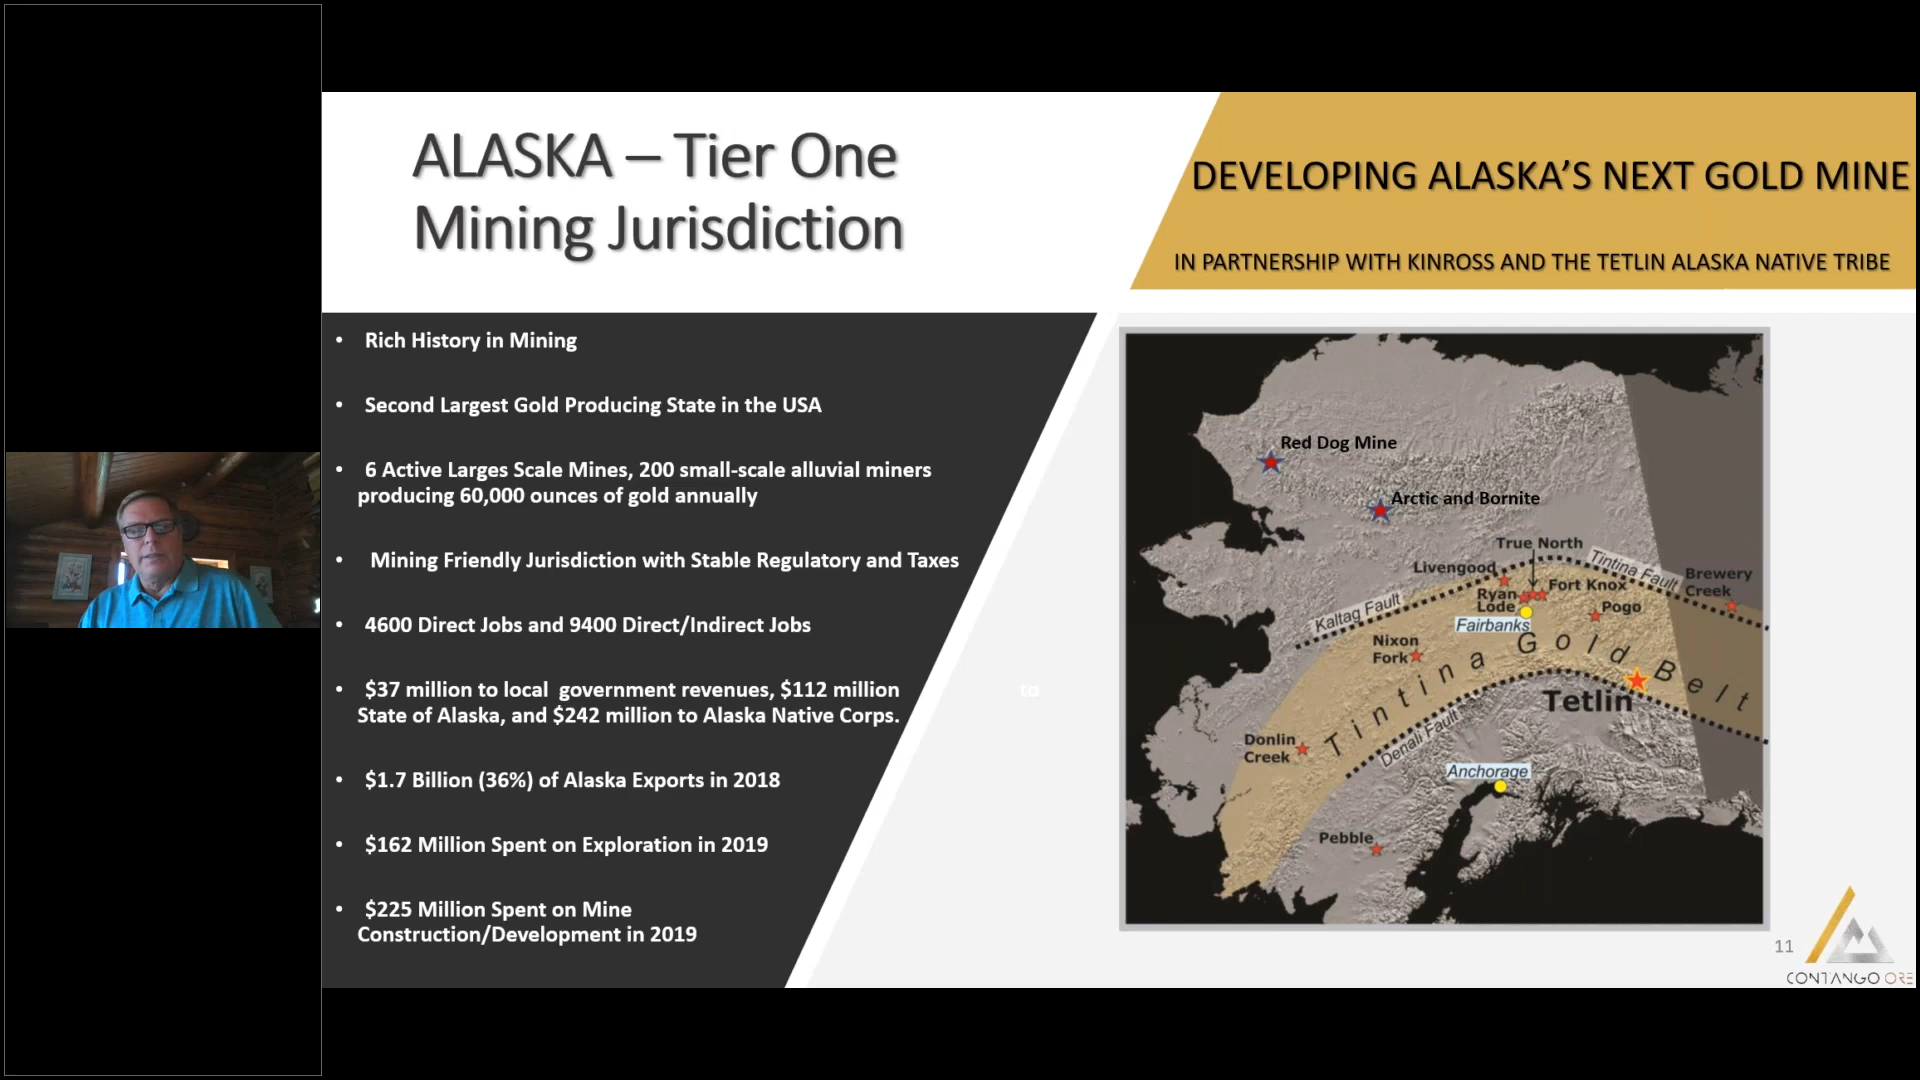 ALASKA – Tier One
Mining Jurisdiction
DEVELOPING ALASKA'S NEXT GOLD MINE
IN PARTNERSHIP WITH KINROSS AND THE TETLIN ALASKA NATIVE TRIBE
• Rich History in Mining
• Second Largest Gold Producing State in the USA
• 6 Active Larges Scale Mines, 200 small-scale alluvial miners
producing 60,000 ounces of gold annually
• Mining Friendly Jurisdiction with Stable Regulatory and Taxes
• 4600 Direct Jobs and 9400 Direct/Indirect Jobs
• $37 million to local government revenues, $112 million to
State of Alaska, and $242 million to Alaska Native Corps.
• $1.7 Billion (36%) of Alaska Exports in 2018
• $162 Million Spent on Exploration in 2019
• $225 Million Spent on Mine
Construction/Development in 2019
Red Dog Mine
Arctic and Bornite
True North
Livengood
Tintina Fault
Brewery
Creek
Fort Knox
Ryan
Lode
Pogo
Kaltag Fault
Fairbanks
Nixon
Fork
Tintina Gold Belt
Tetlin
Denali Fault
Donlin
Creek
Anchorage
Pebble
11
CONTANGO ORE